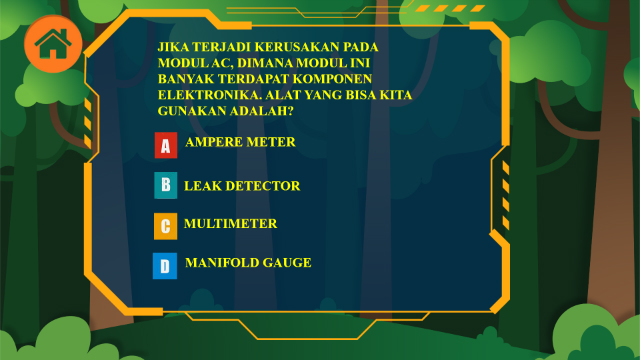 JIKA TERJADI KERUSAKAN PADA
MODUL AC, DIMANA MODUL INI
BANYAK TERDAPAT KOMPONEN
ELEKTRONIKA. ALAT YANG BISA KITA
GUNAKAN ADALAH?
A AMPERE METER
B LEAK DETECTOR
C MULTIMETER
D MANIFOLD GAUGE